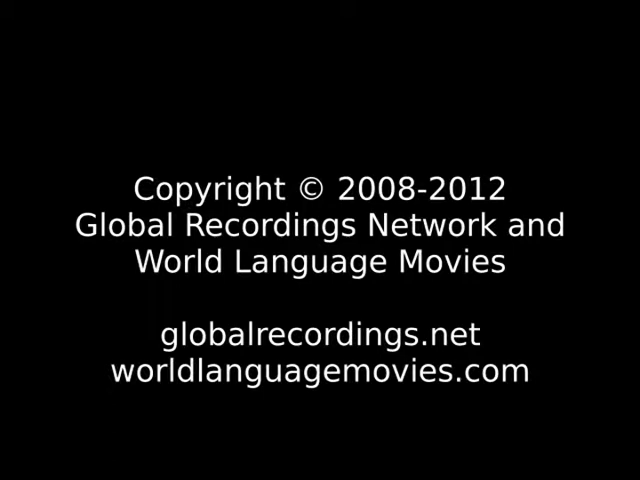 Copyright © 2008-2012
Global Recordings Network and
World Language Movies
globalrecordings.net
worldlanguagemovies.com